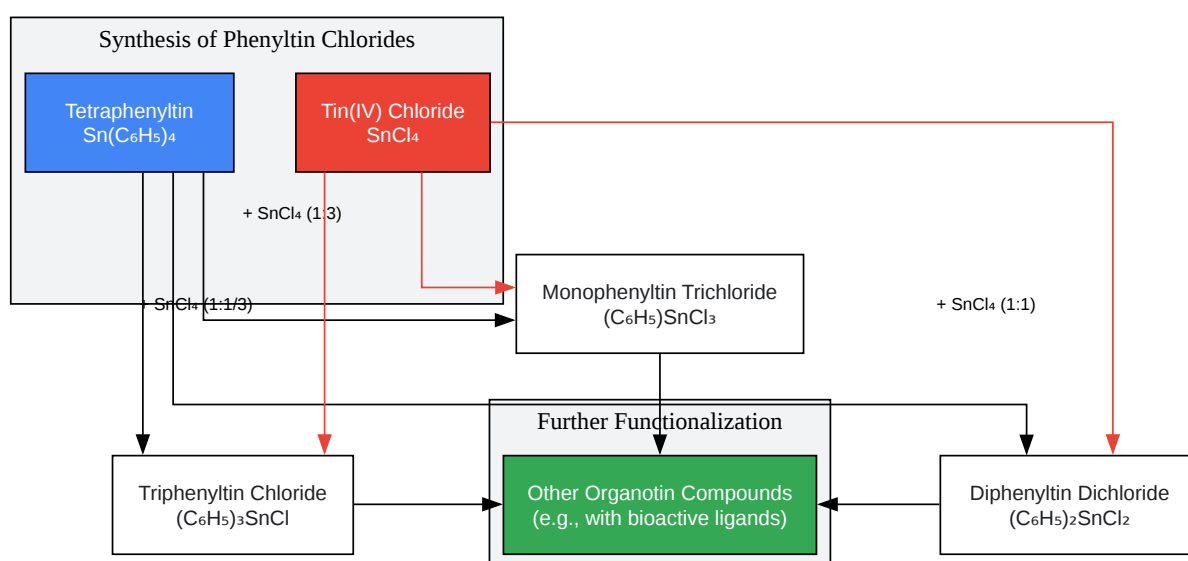 Synthesis of Phenyltin Chlorides
Tetraphenyltin
Sn(C₆H₅)₄
Tin(IV) Chloride
SnCl₄
+ SnCl₄ (1:3)
+ SnCl₄ (1:1/3)
Monophenyltin Trichloride
(C₆H₅)SnCl₃
+ SnCl₄ (1:1)
Further Functionalization
Triphenyltin Chloride
(C₆H₅)₃SnCl
Other Organotin Compounds
(e.g., with bioactive ligands)
Diphenyltin Dichloride
(C₆H₅)₂SnCl₂